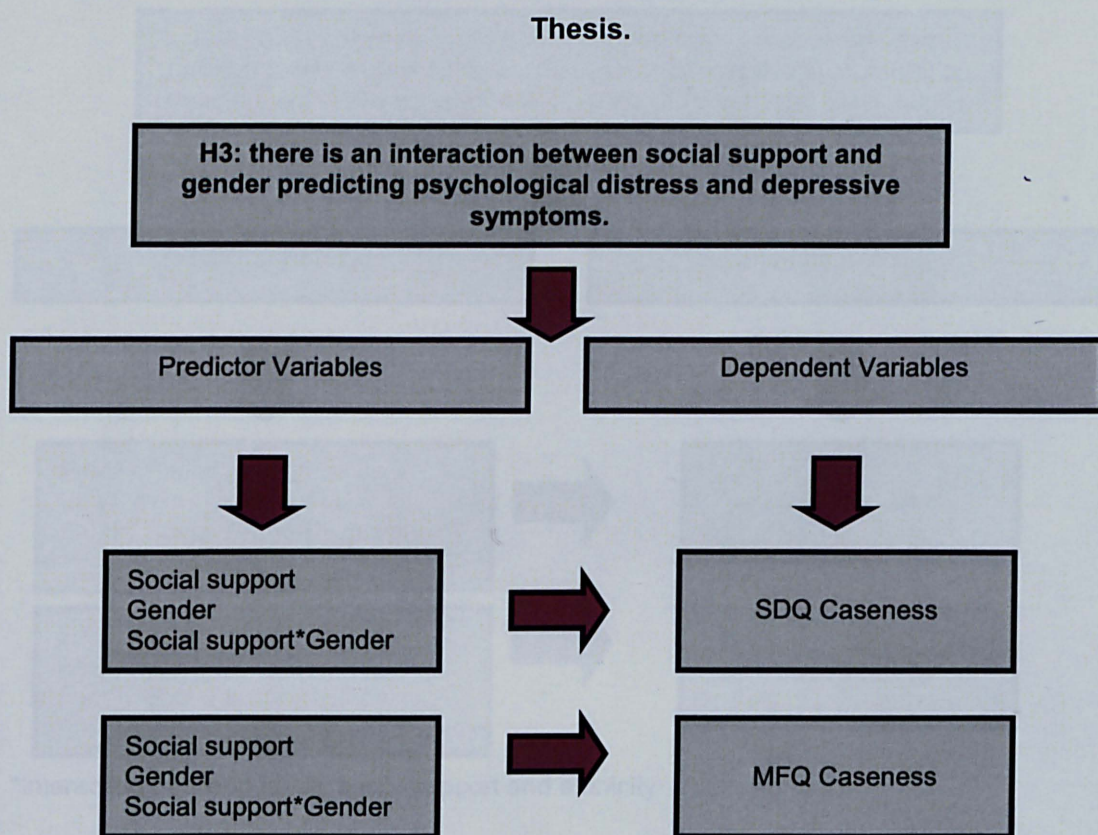 Thesis.
H3: there is an interaction between social support and
gender predicting psychological distress and depressive
symptoms.
Predictor Variables
Dependent Variables
Social support
Gender
Social support*Gender
SDQ Caseness
Social support
Gender
Social support*Gender
MFQ Caseness